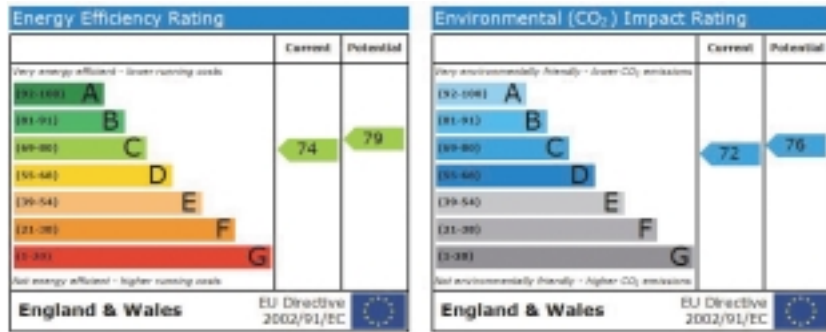 Energy Efficiency Rating
Current Potential
Very energy efficient - lower running costs
(92-100) A
(81-91) B
(69-80) C
(55-68) D
(39-54) E
(21-38) F
(1-20) G
74
79
Not energy efficient - higher running costs
England & Wales
EU Directive
2002/91/EC
Environmental (CO₂) Impact Rating
Current Potential
Very environmentally friendly - lower CO₂ emissions
(92-100) A
(81-91) B
(69-80) C
(55-68) D
(39-54) E
(21-38) F
(1-20) G
72
76
Not environmentally friendly - higher CO₂ emissions
England & Wales
EU Directive
2002/91/EC